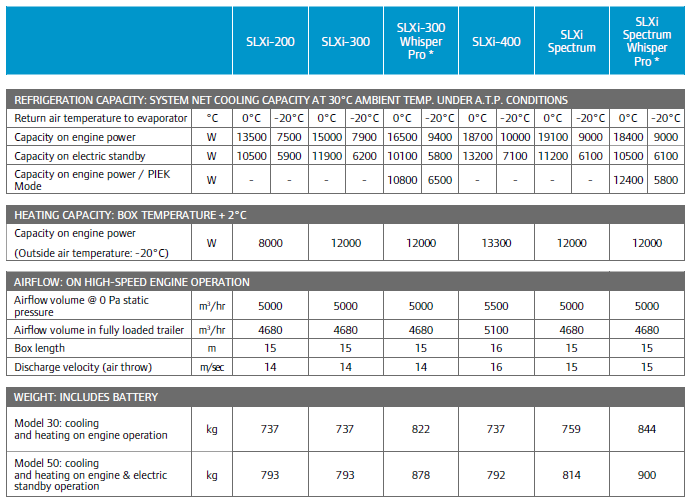 SLXi-200 SLXi-300 SLXi-300 Whisper Pro * SLXi-400 SLXi Spectrum SLXi Spectrum Whisper Pro *
REFRIGERATION CAPACITY: SYSTEM NET COOLING CAPACITY AT 30°C AMBIENT TEMP. UNDER A.T.P. CONDITIONS
Return air temperature to evaporator °C 0°C -20°C 0°C -20°C 0°C -20°C 0°C -20°C 0°C -20°C 0°C -20°C
Capacity on engine power W 13500 7500 15000 7900 16500 9400 18700 10000 19100 9000 18400 9000
Capacity on electric standby W 10500 5900 11900 6200 10100 5800 13200 7100 11200 6100 10500 6100
Capacity on engine power / PIEK
Mode W - - - - 10800 6500 - - - - 12400 5800
HEATING CAPACITY: BOX TEMPERATURE + 2°C
Capacity on engine power
(Outside air temperature: -20°C) W 8000 12000 12000 13300 12000 12000
AIRFLOW: ON HIGH-SPEED ENGINE OPERATION
Airflow volume @ 0 Pa static
pressure m³/hr 5000 5000 5000 5500 5000 5000
Airflow volume in fully loaded trailer m³/hr 4680 4680 4680 5100 4680 4680
Box length m 15 15 15 16 15 15
Discharge velocity (air throw) m/sec 14 14 14 16 15 15
WEIGHT: INCLUDES BATTERY
Model 30: cooling
and heating on engine operation kg 737 737 822 737 759 844
Model 50: cooling
and heating on engine & electric
standby operation kg 793 793 878 792 814 900